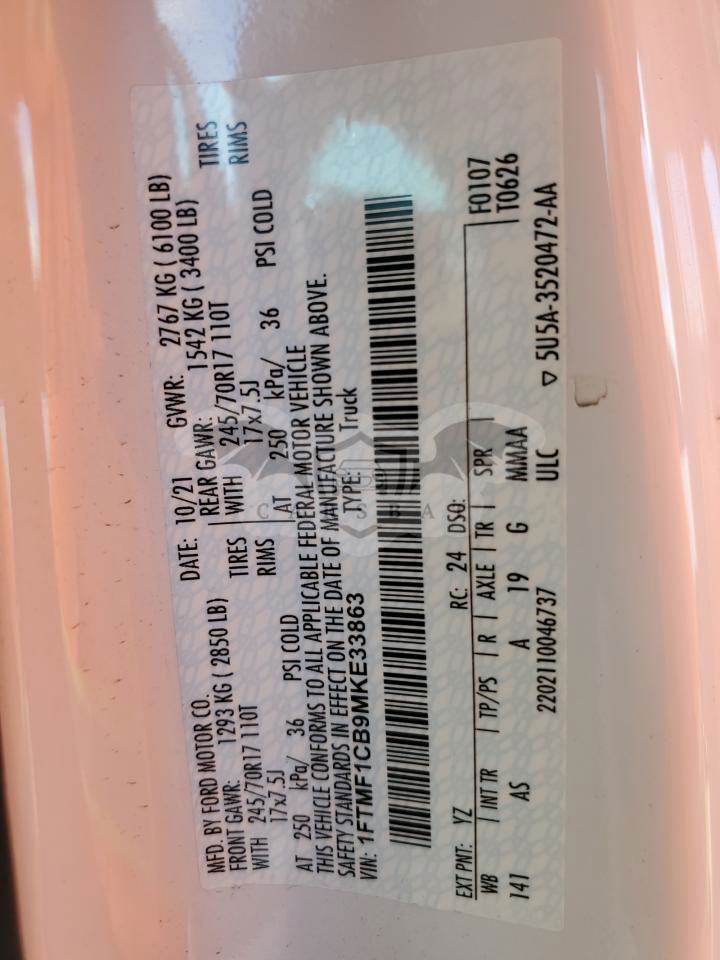 MFD. BY FORD MOTOR CO.
DATE: 10/21 GVWR: 2767 KG ( 6100 LB)
FRONT GAWR: 1293 KG ( 2850 LB) REAR GAWR: 1542 KG ( 3400 LB)
WITH 245/70R17 110T TIRES WITH 245/70R17 110T TIRES
17x7.5J RIMS 17x7.5J RIMS
AT 250 kPa/ 36 PSI COLD AT 250 kPa/ 36 PSI COLD
THIS VEHICLE CONFORMS TO ALL APPLICABLE FEDERAL MOTOR VEHICLE
SAFETY STANDARDS IN EFFECT ON THE DATE OF MANUFACTURE SHOWN ABOVE.
VIN: 1FTMF1CB9MKE33863 TYPE: Truck
EXT PNT: YZ RC: 24 DSO: F0107
WB INT TR TP/PS R AXLE TR SPR T0626
141 AS A 19 G MMAA
2202110046737 ULC ▽ 5U5A-3520472-AA